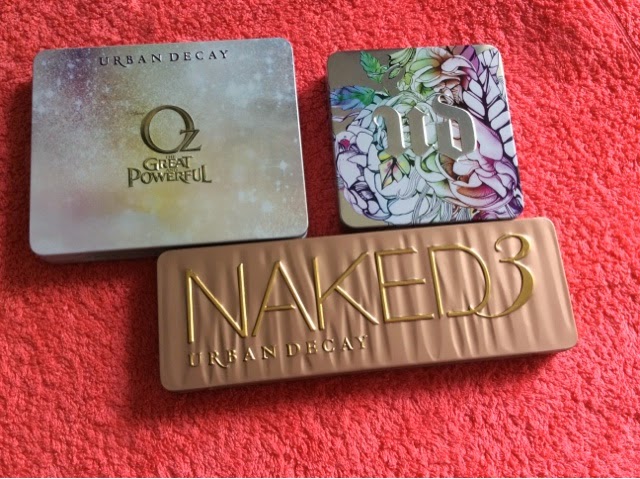 URBAN DECAY
OZ
THE
GREAT
AND
POWERFUL
UD
NAKED3
URBAN DECAY